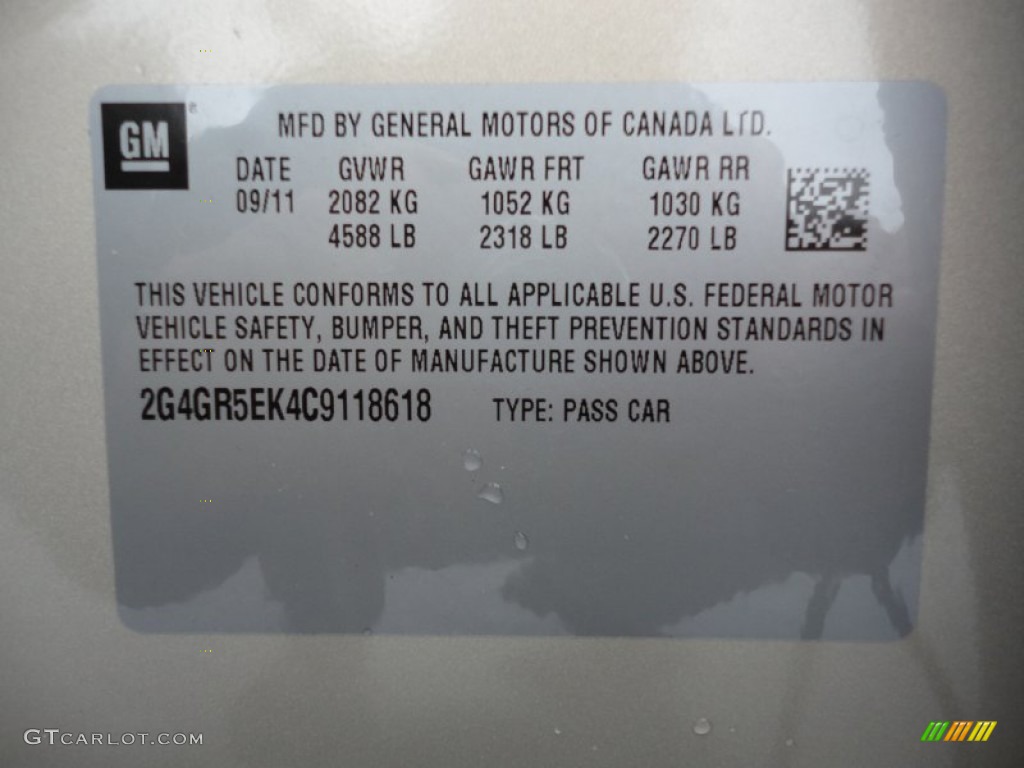 GM
MFD BY GENERAL MOTORS OF CANADA LTD.
DATE GVWR GAWR FRT GAWR RR
09/11 2082 KG 1052 KG 1030 KG
4588 LB 2318 LB 2270 LB
THIS VEHICLE CONFORMS TO ALL APPLICABLE U.S. FEDERAL MOTOR
VEHICLE SAFETY, BUMPER, AND THEFT PREVENTION STANDARDS IN
EFFECT ON THE DATE OF MANUFACTURE SHOWN ABOVE.
2G4GR5EK4C9118618 TYPE: PASS CAR
GTCARLOT.COM